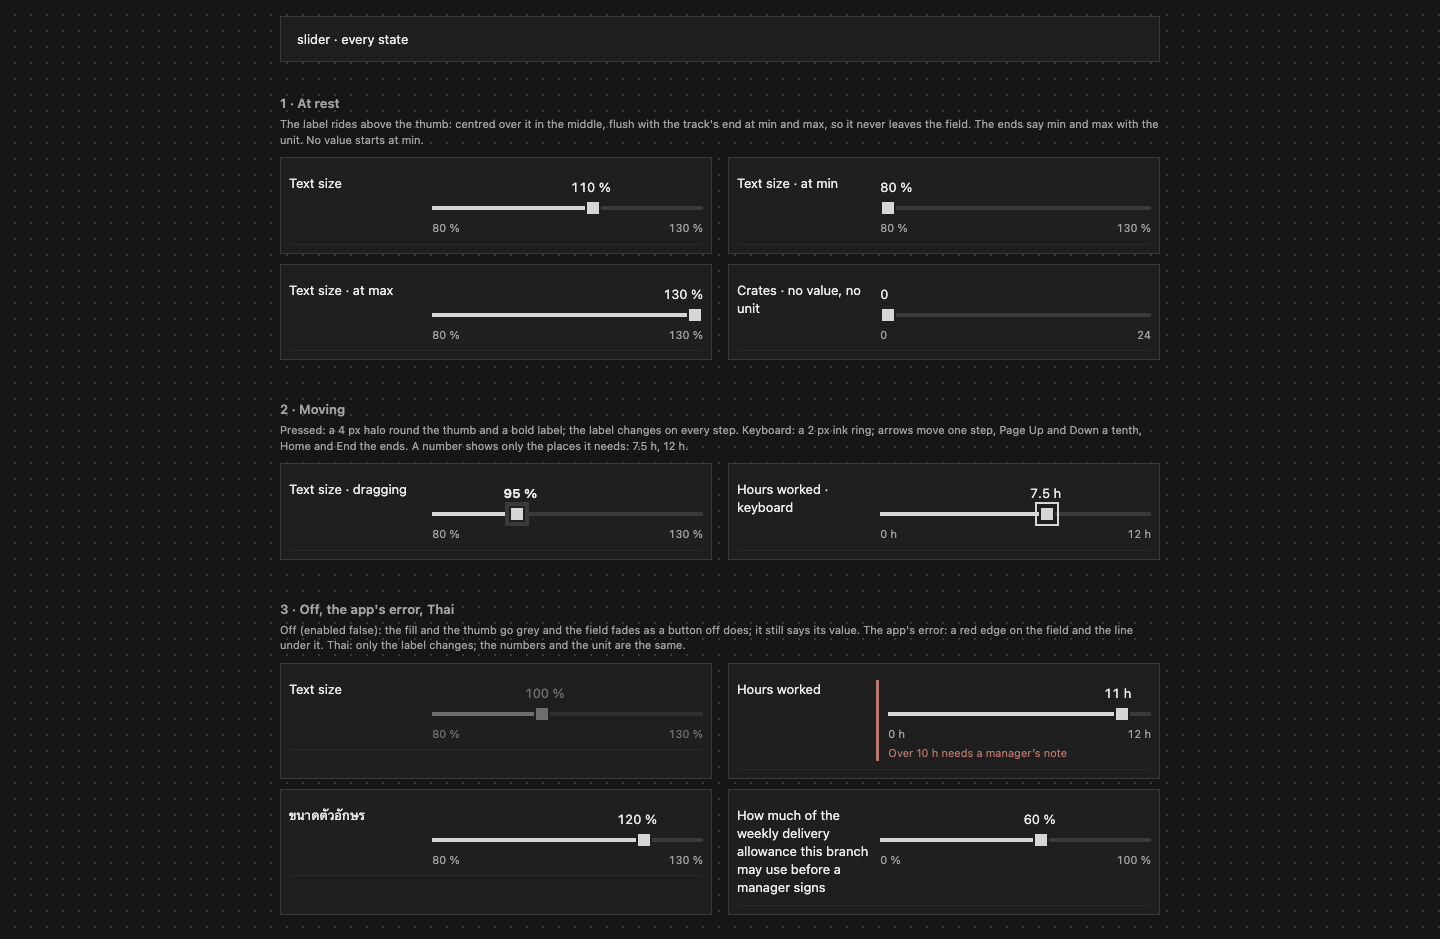 slider · every state
1 · At rest
The label rides above the thumb: centred over it in the middle, flush with the track's end at min and max, so it never leaves the field. The ends say min and max with the
unit. No value starts at min.
Text size
110 %
80 %
130 %
Text size · at min
80 %
80 %
130 %
Text size · at max
130 %
80 %
130 %
Crates · no value, no
unit
0
0
24
2 · Moving
Pressed: a 4 px halo round the thumb and a bold label; the label changes on every step. Keyboard: a 2 px ink ring; arrows move one step, Page Up and Down a tenth,
Home and End the ends. A number shows only the places it needs: 7.5 h, 12 h.
Text size · dragging
95 %
80 %
130 %
Hours worked ·
keyboard
7.5 h
0 h
12 h
3 · Off, the app's error, Thai
Off (enabled false): the fill and the thumb go grey and the field fades as a button off does; it still says its value. The app's error: a red edge on the field and the line
under it. Thai: only the label changes; the numbers and the unit are the same.
Text size
100 %
80 %
130 %
Hours worked
11 h
0 h
12 h
Over 10 h needs a manager's note
ขนาดตัวอักษร
120 %
80 %
130 %
How much of the
weekly delivery
allowance this branch
may use before a
manager signs
60 %
0 %
100 %